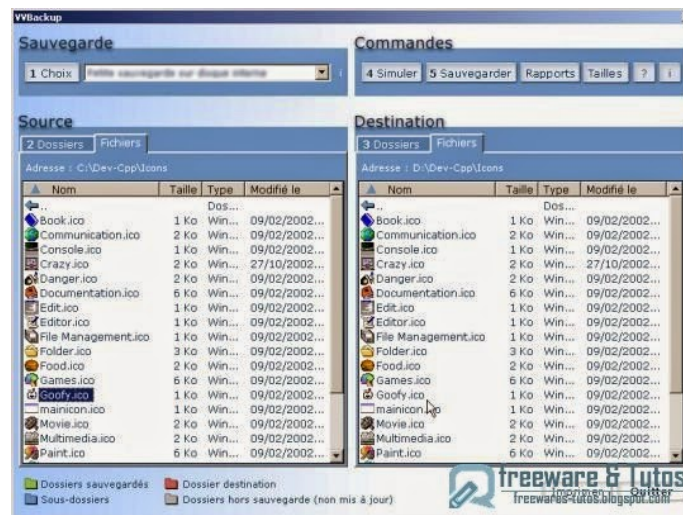 VVBackup
Sauvegarde
1 Choix
Petite sauvegarde sur disque interne
i
Commandes
4 Simuler 5 Sauvegarder Rapports Tailles ? i
Source
2 Dossiers Fichiers
Adresse : C:\Dev-Cpp\Icons
Nom Taille Type Modifié le
.. Dos...
Book.ico 1 Ko Win... 09/02/2002...
Communication.ico 2 Ko Win... 09/02/2002...
Console.ico 1 Ko Win... 09/02/2002...
Crazy.ico 2 Ko Win... 27/10/2002...
Danger.ico 2 Ko Win... 09/02/2002...
Documentation.ico 6 Ko Win... 09/02/2002...
Edit.ico 1 Ko Win... 09/02/2002...
Editor.ico 1 Ko Win... 09/02/2002...
File Management.ico 1 Ko Win... 09/02/2002...
Folder.ico 3 Ko Win... 09/02/2002...
Food.ico 2 Ko Win... 09/02/2002...
Games.ico 6 Ko Win... 09/02/2002...
Goofy.ico 1 Ko Win... 09/02/2002...
mainicon.ico 1 Ko Win... 09/02/2002...
Movie.ico 2 Ko Win... 09/02/2002...
Multimedia.ico 2 Ko Win... 09/02/2002...
Paint.ico 6 Ko Win... 09/02/2002...
Destination
3 Dossiers Fichiers
Adresse : D:\Dev-Cpp\Icons
Nom Taille Type Modifié le
.. Dos...
Book.ico 1 Ko Win... 09/02/2002...
Communication.ico 2 Ko Win... 09/02/2002...
Console.ico 1 Ko Win... 09/02/2002...
Crazy.ico 2 Ko Win... 27/10/2002...
Danger.ico 2 Ko Win... 09/02/2002...
Documentation.ico 6 Ko Win... 09/02/2002...
Edit.ico 1 Ko Win... 09/02/2002...
Editor.ico 1 Ko Win... 09/02/2002...
File Management.ico 1 Ko Win... 09/02/2002...
Folder.ico 3 Ko Win... 09/02/2002...
Food.ico 2 Ko Win... 09/02/2002...
Games.ico 6 Ko Win... 09/02/2002...
Goofy.ico 1 Ko Win... 09/02/2002...
mainicon.ico 1 Ko Win... 09/02/2002...
Movie.ico 2 Ko Win... 09/02/2002...
Multimedia.ico 2 Ko Win... 09/02/2002...
Paint.ico 6 Ko Win... 09/02/2002...
Dossiers sauvegardés Dossier destination
Sous-dossiers Dossiers hors sauvegarde (non mis à jour)
Quitter
freeware & Tutos
freewares-tutos.blogspot.com